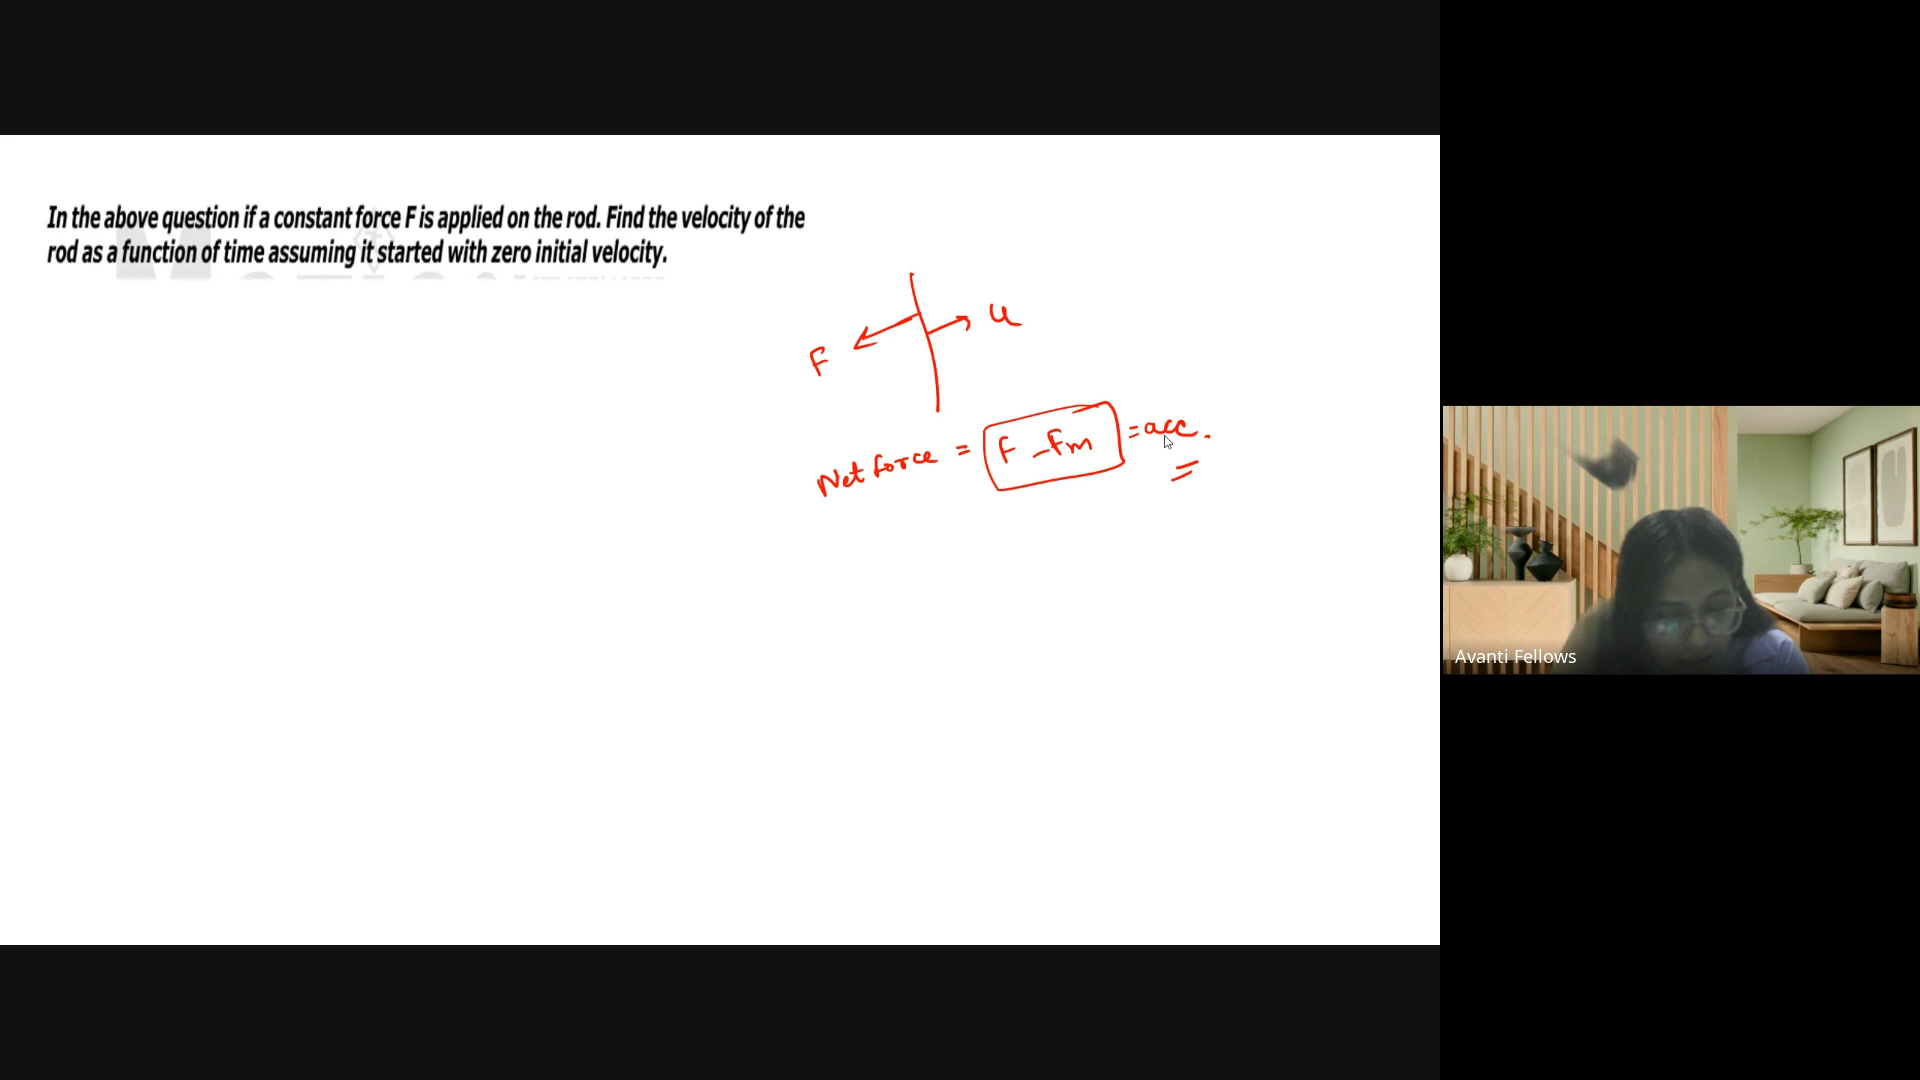 In the above question if a constant force F is applied on the rod. Find the velocity of the
rod as a function of time assuming it started with zero initial velocity.
u
F
Net force = F - Fm = acc.
Avanti Fellows